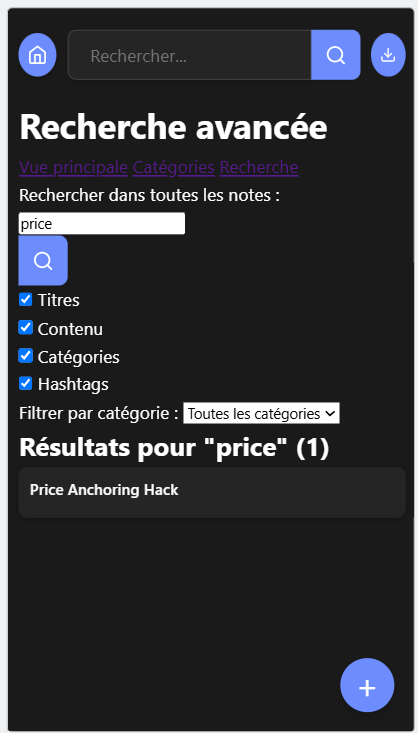 Rechercher...
Recherche avancée
Vue principale Catégories Recherche
Rechercher dans toutes les notes :
price
Titres
Contenu
Catégories
Hashtags
Filtrer par catégorie : Toutes les catégories
Résultats pour "price" (1)
Price Anchoring Hack
+